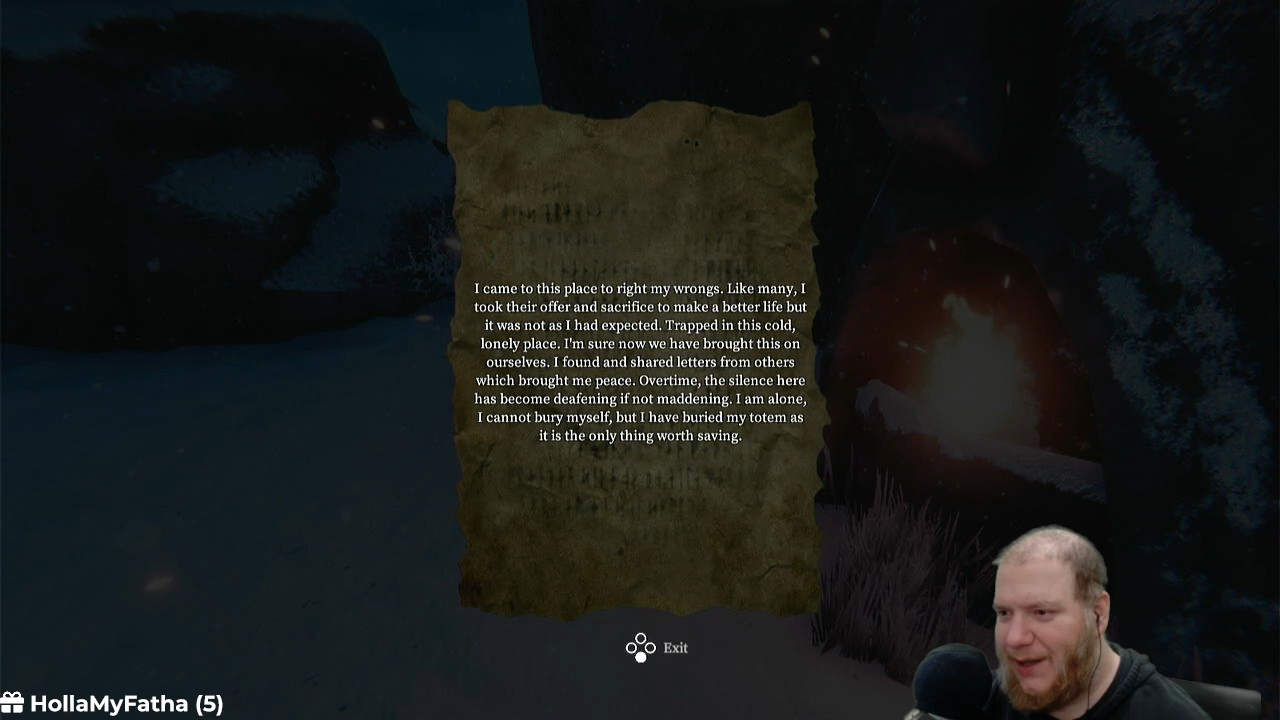 I came to this place to right my wrongs. Like many, I
took their offer and sacrifice to make a better life but
it was not as I had expected. Trapped in this cold,
lonely place. I'm sure now we have brought this on
ourselves. I found and shared letters from others
which brought me peace. Overtime, the silence here
has become deafening if not maddening. I am alone,
I cannot bury myself, but I have buried my totem as
it is the only thing worth saving.
Exit
HollaMyFatha (5)